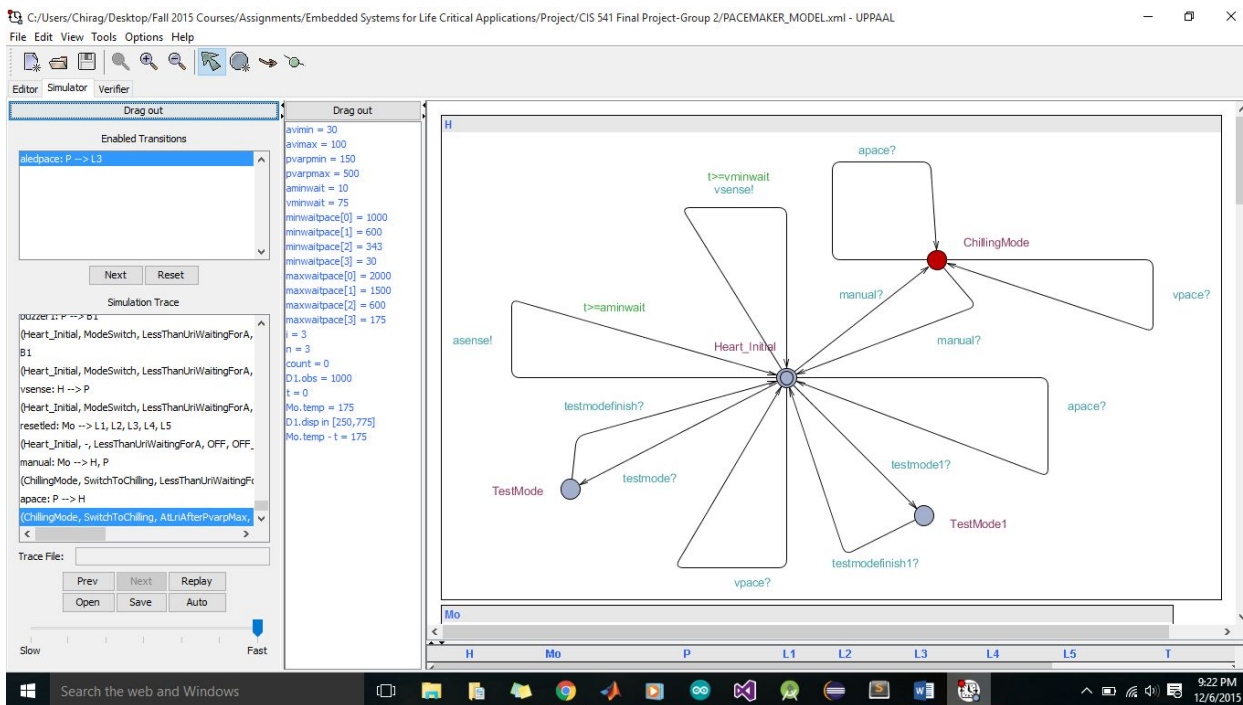 C:/Users/Chirag/Desktop/Fall 2015 Courses/Assignments/Embedded Systems for Life Critical Applications/Project/CIS 541 Final Project-Group 2/PACEMAKER_MODEL.xml - UPPAAL
File Edit View Tools Options Help
Editor Simulator Verifier
Drag out
Enabled Transitions
aledpace: P --> L3
Next Reset
Simulation Trace
buzzer1: P --> B1
(Heart_Initial, ModeSwitch, LessThanUriWaitingForA,
B1
(Heart_Initial, ModeSwitch, LessThanUriWaitingForA,
vsense: H --> P
(Heart_Initial, ModeSwitch, LessThanUriWaitingForA,
resetled: Mo --> L1, L2, L3, L4, L5
(Heart_Initial, -, LessThanUriWaitingForA, OFF, OFF_
manual: Mo --> H, P
(ChillingMode, SwitchToChilling, LessThanUriWaitingFo
apace: P --> H
(ChillingMode, SwitchToChilling, AtLriAfterPvarpMax,
Trace File:
Prev Next Replay
Open Save Auto
Slow Fast
Drag out
avimin = 30
avimax = 100
pvarpmin = 150
pvarpmax = 500
aminwait = 10
vminwait = 75
minwaitpace[0] = 1000
minwaitpace[1] = 600
minwaitpace[2] = 343
minwaitpace[3] = 30
maxwaitpace[0] = 2000
maxwaitpace[1] = 1500
maxwaitpace[2] = 600
maxwaitpace[3] = 175
i = 3
n = 3
count = 0
D1.obs = 1000
t = 0
Mo.temp = 175
D1.disp in [250,775]
Mo.temp - t = 175
H
apace?
t>=vminwait
vsense!
ChillingMode
manual?
vpace?
t>=aminwait
asense!
Heart_Initial
manual?
testmodefinish?
apace?
testmode?
testmode1?
TestMode
TestMode1
testmodefinish1?
vpace?
Mo
H Mo P L1 L2 L3 L4 L5 T
Search the web and Windows
9:22 PM
12/6/2015